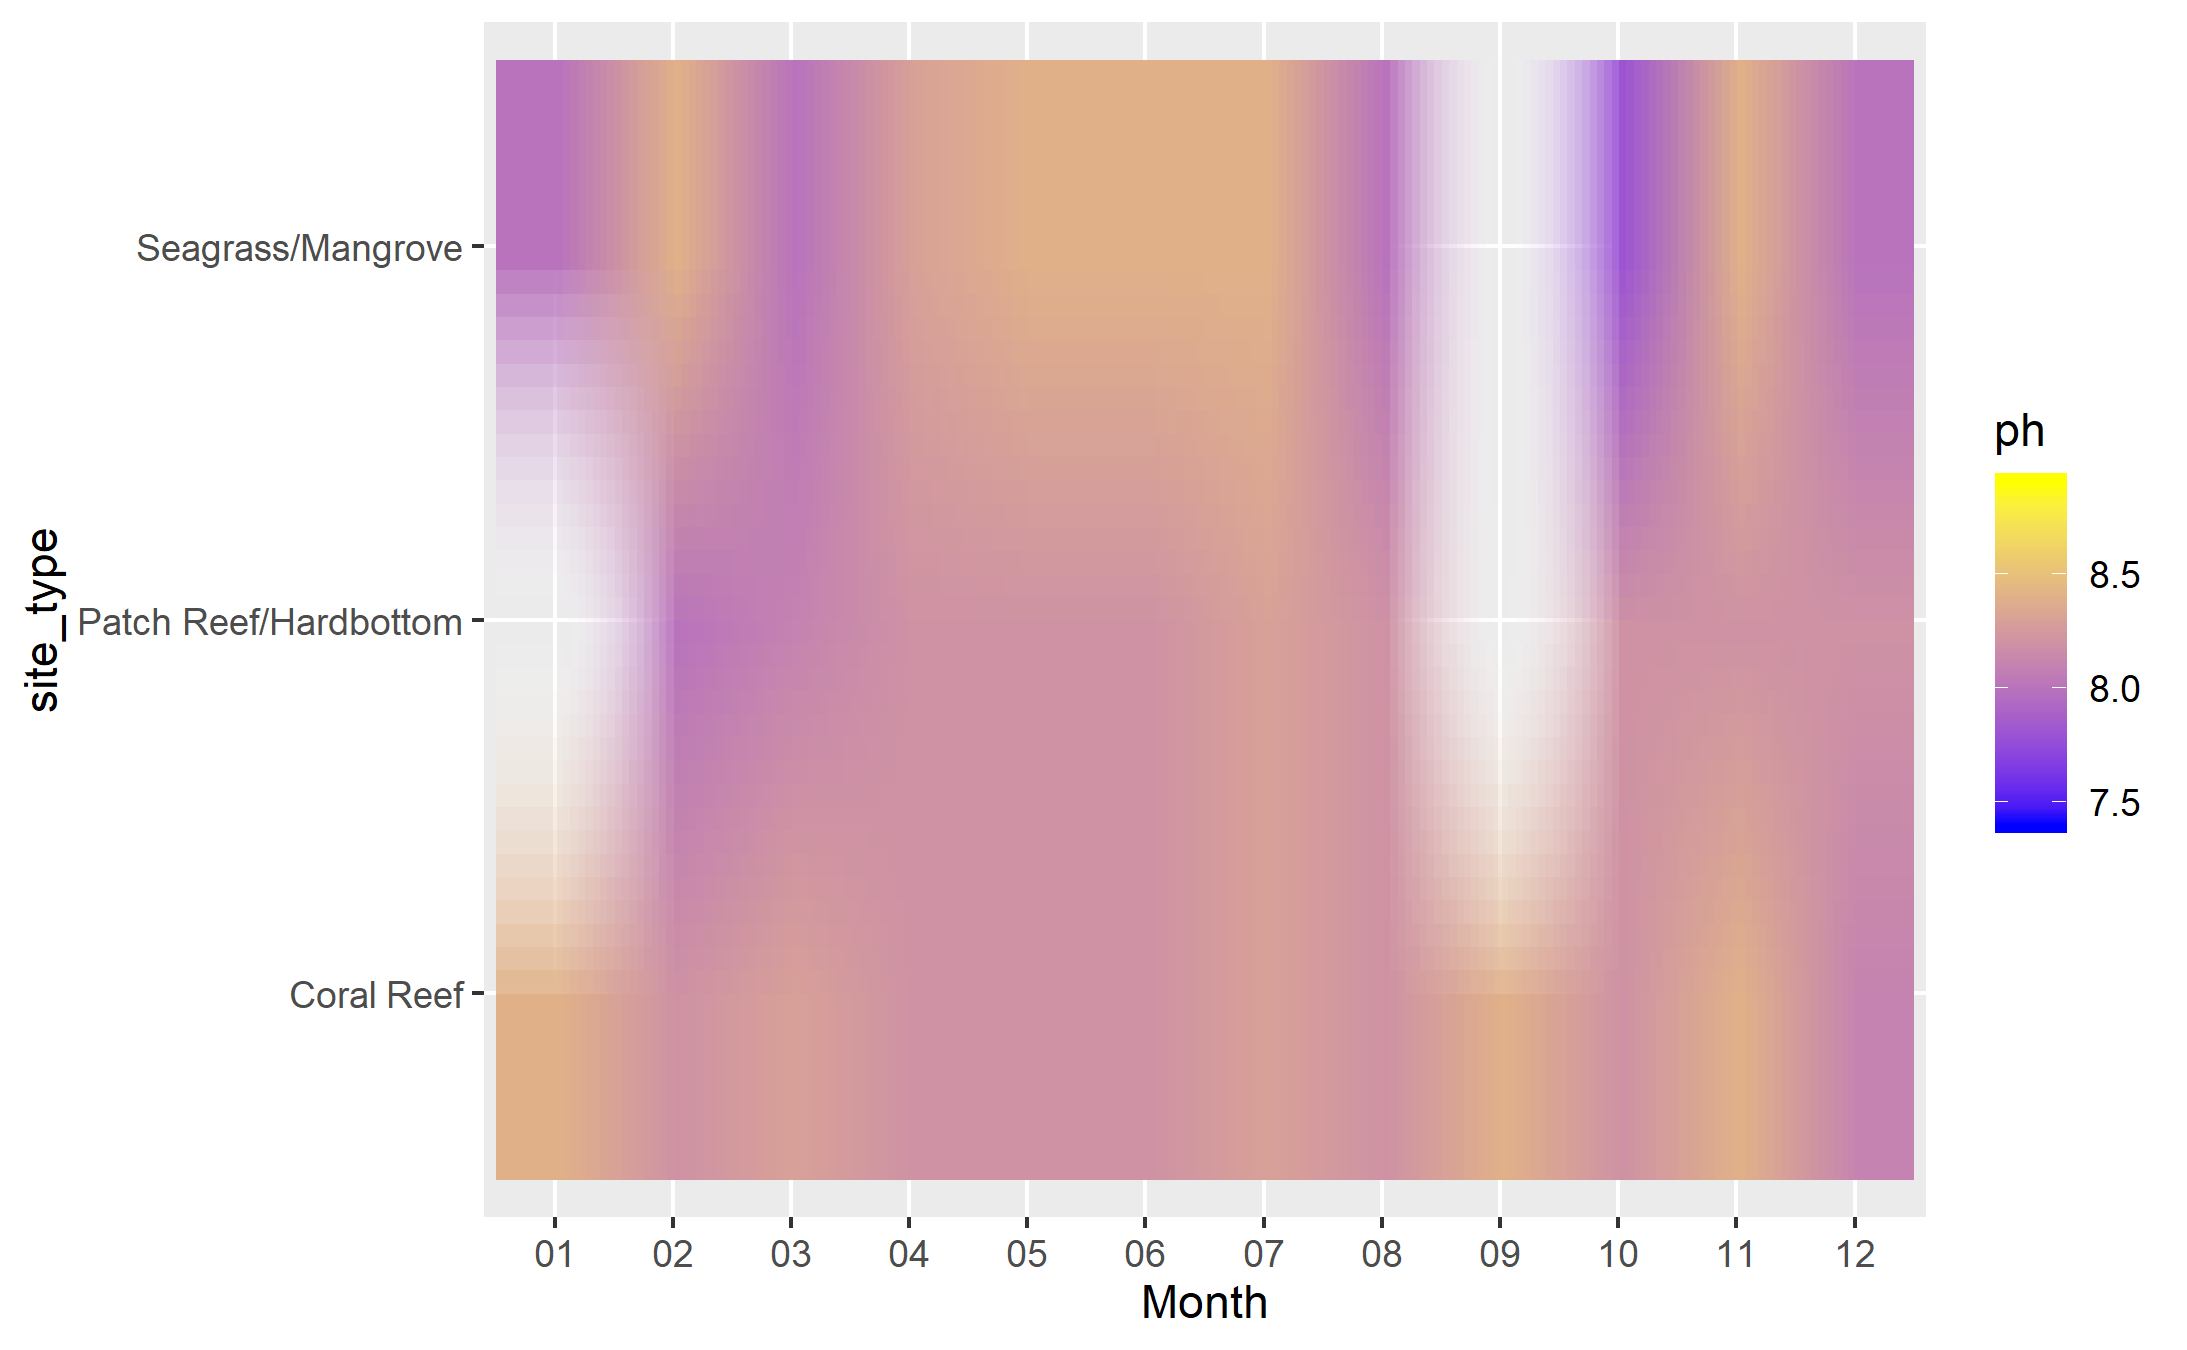 site_type
Seagrass/Mangrove
Patch Reef/Hardbottom
Coral Reef
01 02 03 04 05 06 07 08 09 10 11 12
Month
ph
8.5
8.0
7.5